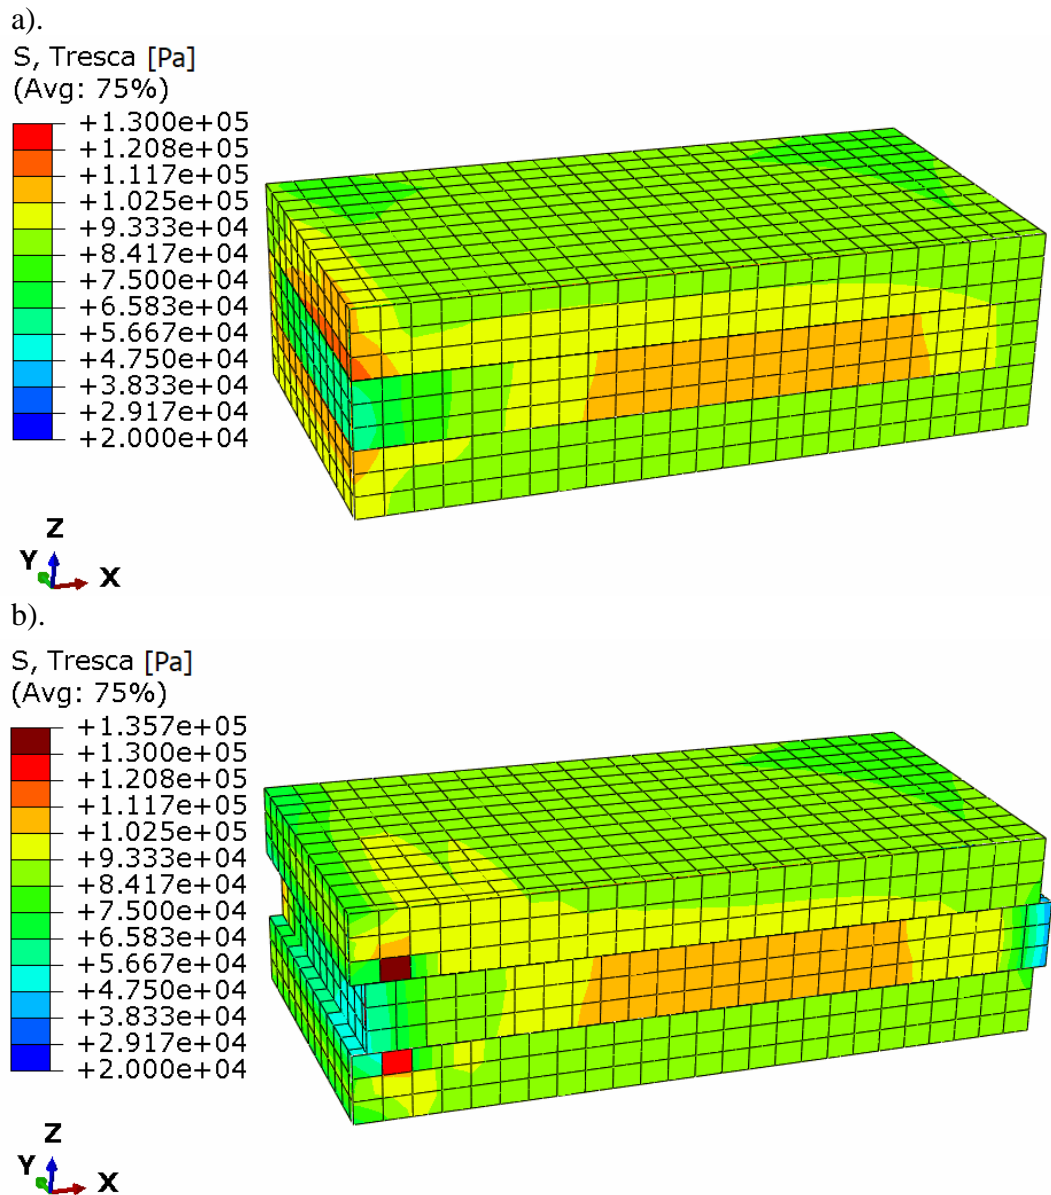 a).
S, Tresca [Pa]
(Avg: 75%)
+1.300e+05
+1.208e+05
+1.117e+05
+1.025e+05
+9.333e+04
+8.417e+04
+7.500e+04
+6.583e+04
+5.667e+04
+4.750e+04
+3.833e+04
+2.917e+04
+2.000e+04
Z
Y
X
b).
S, Tresca [Pa]
(Avg: 75%)
+1.357e+05
+1.300e+05
+1.208e+05
+1.117e+05
+1.025e+05
+9.333e+04
+8.417e+04
+7.500e+04
+6.583e+04
+5.667e+04
+4.750e+04
+3.833e+04
+2.917e+04
+2.000e+04
Z
Y
X